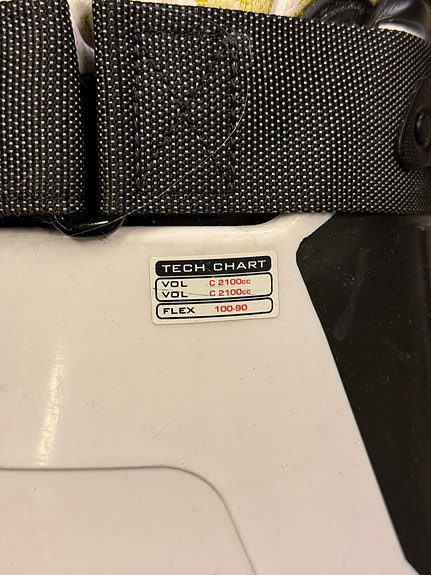 TECH CHART
VOL C 2100cc
VOL C 2100cc
FLEX 100-90